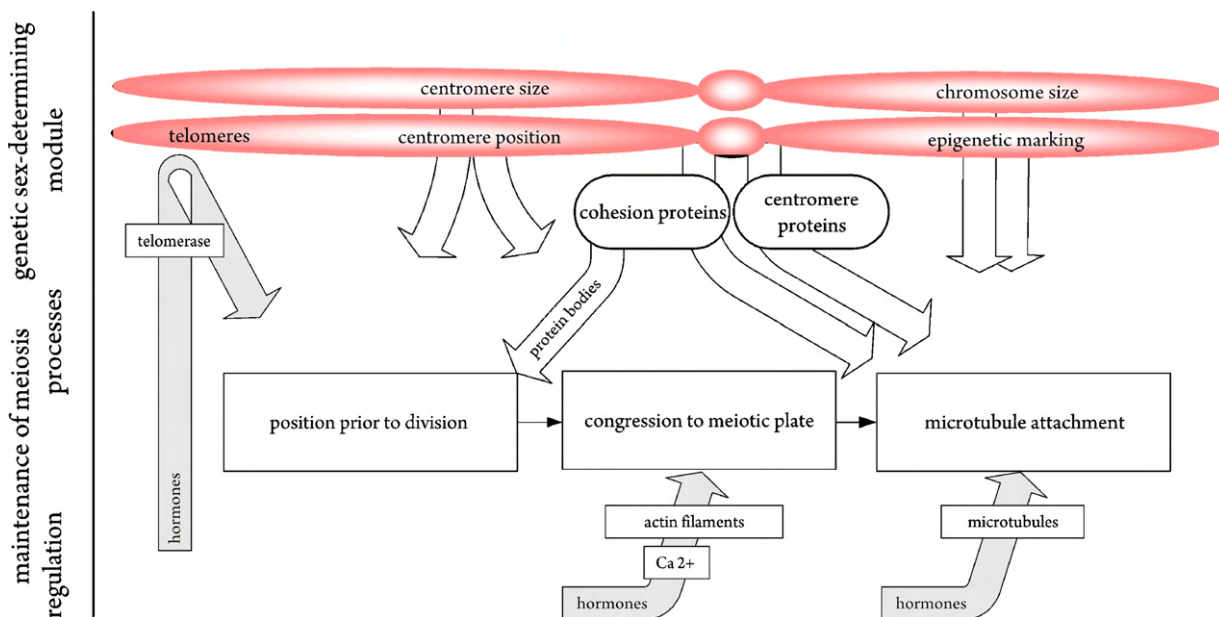 genetic sex-determining
module
maintenance of meiosis
processes
regulation
centromere size
chromosome size
telomeres
centromere position
epigenetic marking
cohesion proteins
centromere
proteins
telomerase
protein bodies
position prior to division
congression to meiotic plate
microtubule attachment
hormones
actin filaments
microtubules
Ca 2+
hormones
hormones